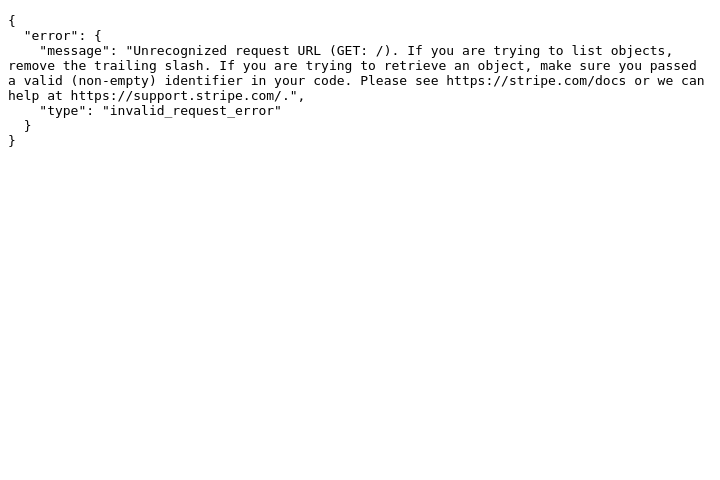 {
  "error": {
    "message": "Unrecognized request URL (GET: /). If you are trying to list objects,
remove the trailing slash. If you are trying to retrieve an object, make sure you passed
a valid (non-empty) identifier in your code. Please see https://stripe.com/docs or we can
help at https://support.stripe.com/.",
    "type": "invalid_request_error"
  }
}